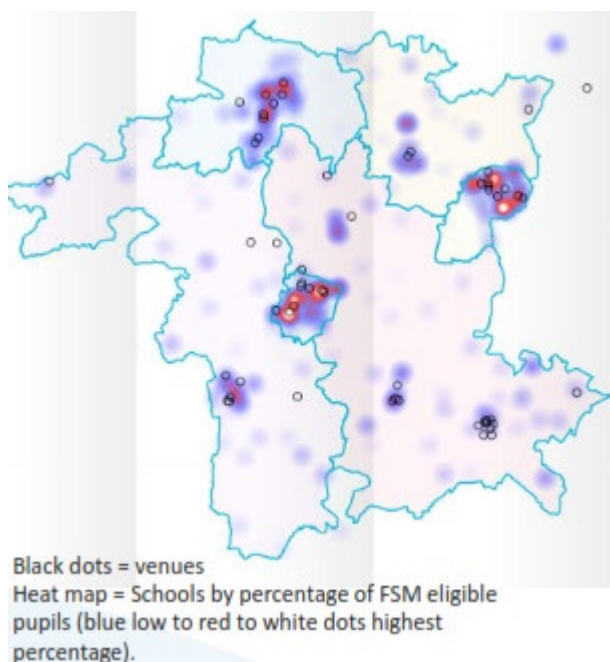 Black dots = venues
Heat map = Schools by percentage of FSM eligible
pupils (blue low to red to white dots highest
percentage).